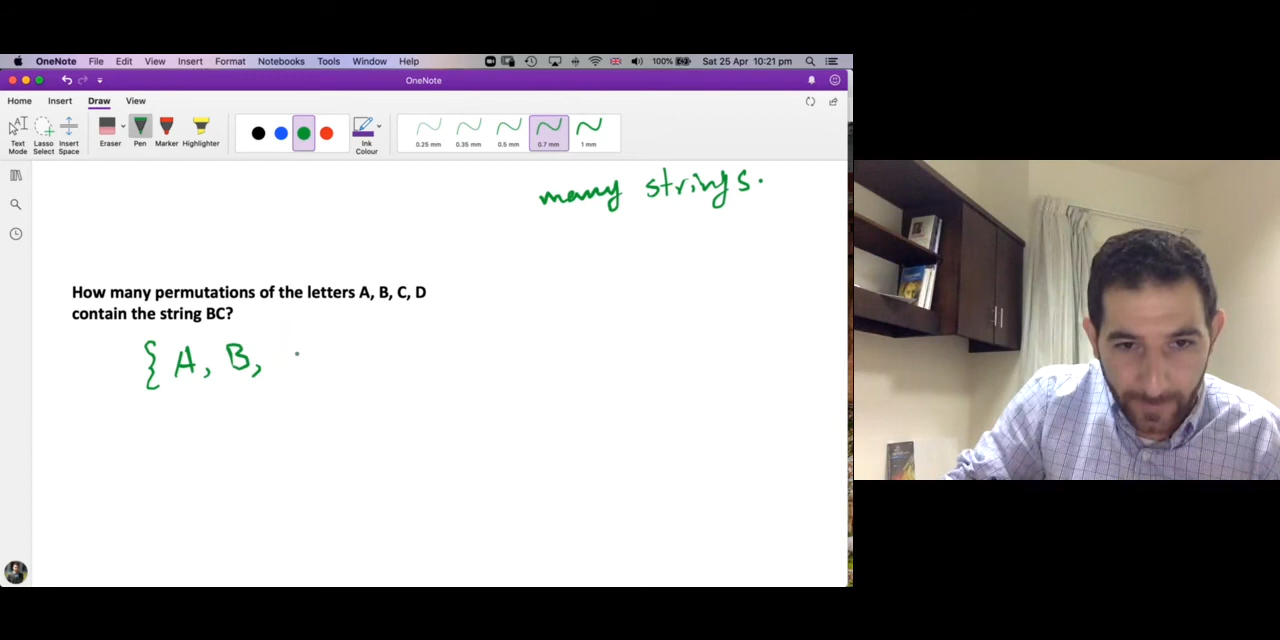 OneNote File Edit View Insert Format Notebooks Tools Window Help 100% Sat 25 Apr 10:21 pm
OneNote
Home Insert Draw View
Text Mode Lasso Select Insert Space Eraser Pen Marker Highlighter Ink Colour 0.25 mm 0.35 mm 0.5 mm 0.7 mm 1 mm
many strings.
How many permutations of the letters A, B, C, D
contain the string BC?
{ A, B,